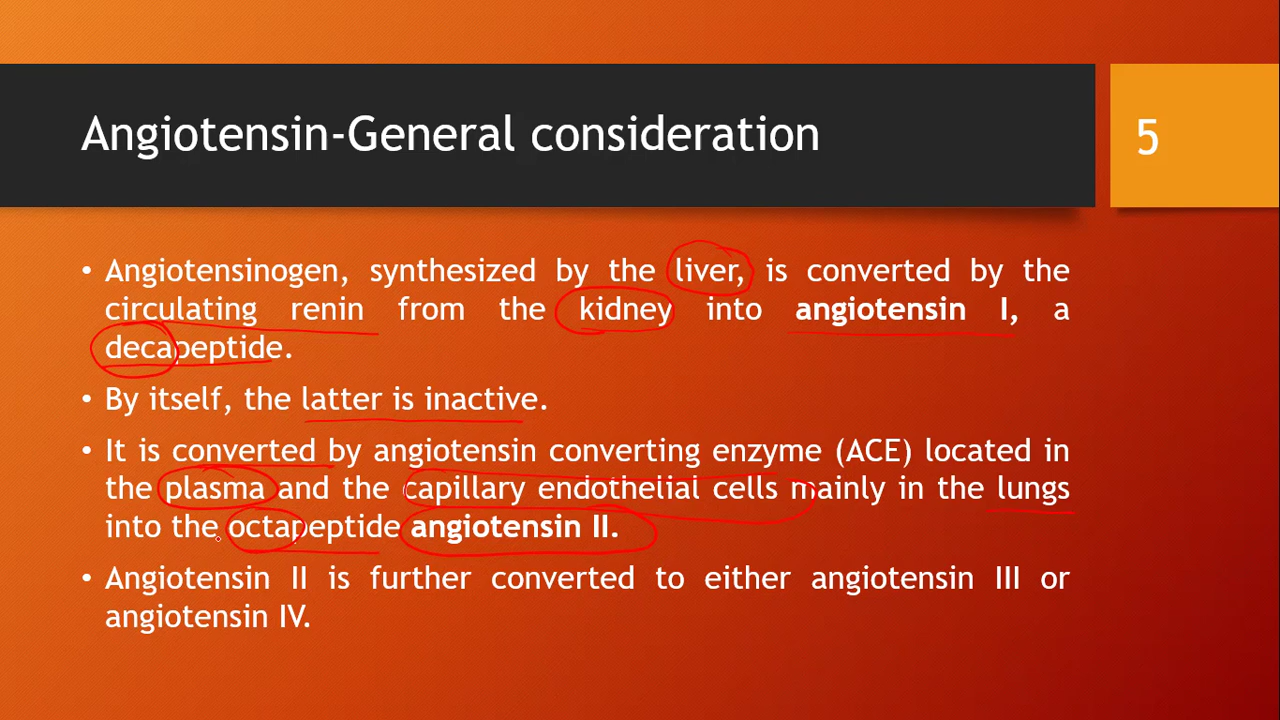 Angiotensin-General consideration
5
• Angiotensinogen, synthesized by the liver, is converted by the
circulating renin from the kidney into angiotensin I, a
decapeptide.
• By itself, the latter is inactive.
• It is converted by angiotensin converting enzyme (ACE) located in
the plasma and the capillary endothelial cells mainly in the lungs
into the octapeptide angiotensin II.
• Angiotensin II is further converted to either angiotensin III or
angiotensin IV.